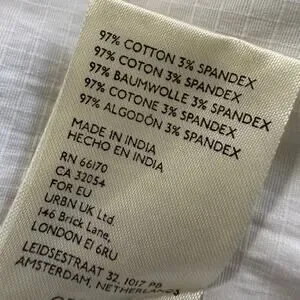 97% COTTON 3% SPANDEX
97% COTON 3% SPANDEX
97% BAUMWOLLE 3% SPANDEX
97% COTONE 3% SPANDEX
97% ALGODÓN 3% SPANDEX
MADE IN INDIA
HECHO EN INDIA
RN 66170
CA 32054
FOR EU
URBN UK Ltd
146 Brick Lane,
LONDON E1 6RU
LEIDSESTRAAT 32, 1017 PB
AMSTERDAM, NETHERLANDS